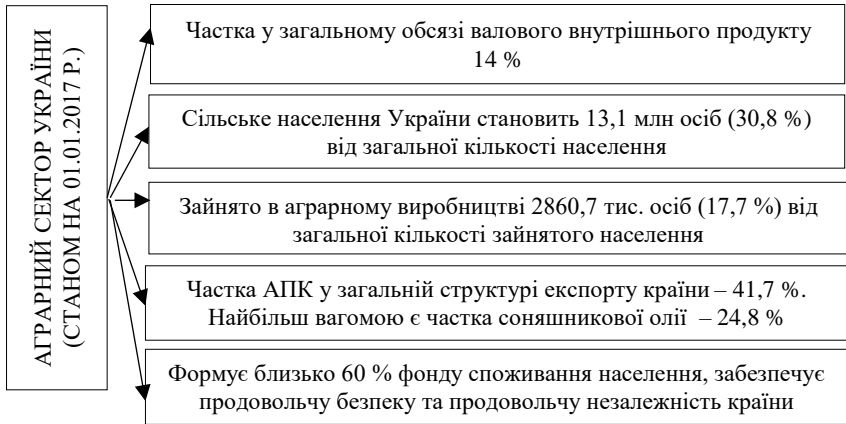 АГРАРНИЙ СЕКТОР УКРАЇНИ
(СТАНОМ НА 01.01.2017 Р.)
Частка у загальному обсязі валового внутрішнього продукту
14 %
Сільське населення України становить 13,1 млн осіб (30,8 %)
від загальної кількості населення
Зайнято в аграрному виробництві 2860,7 тис. осіб (17,7 %) від
загальної кількості зайнятого населення
Частка АПК у загальній структурі експорту країни – 41,7 %.
Найбільш вагомою є частка соняшникової олії – 24,8 %
Формує близько 60 % фонду споживання населення, забезпечує
продовольчу безпеку та продовольчу незалежність країни